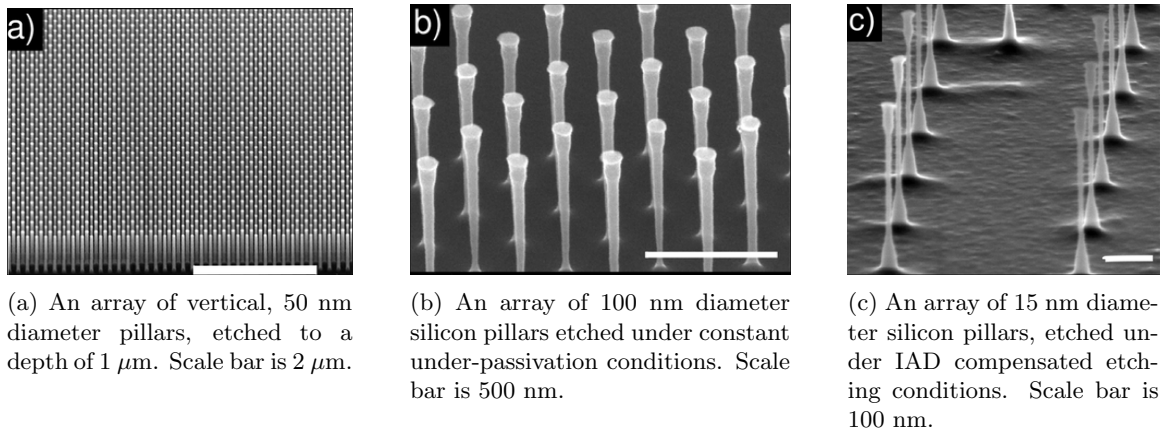 a)
b)
c)
(a) An array of vertical, 50 nm
diameter pillars, etched to a
depth of 1 μm. Scale bar is 2 μm.
(b) An array of 100 nm diameter
silicon pillars etched under constant
under-passivation conditions. Scale
bar is 500 nm.
(c) An array of 15 nm diame-
ter silicon pillars, etched un-
der IAD compensated etch-
ing conditions. Scale bar is
100 nm.